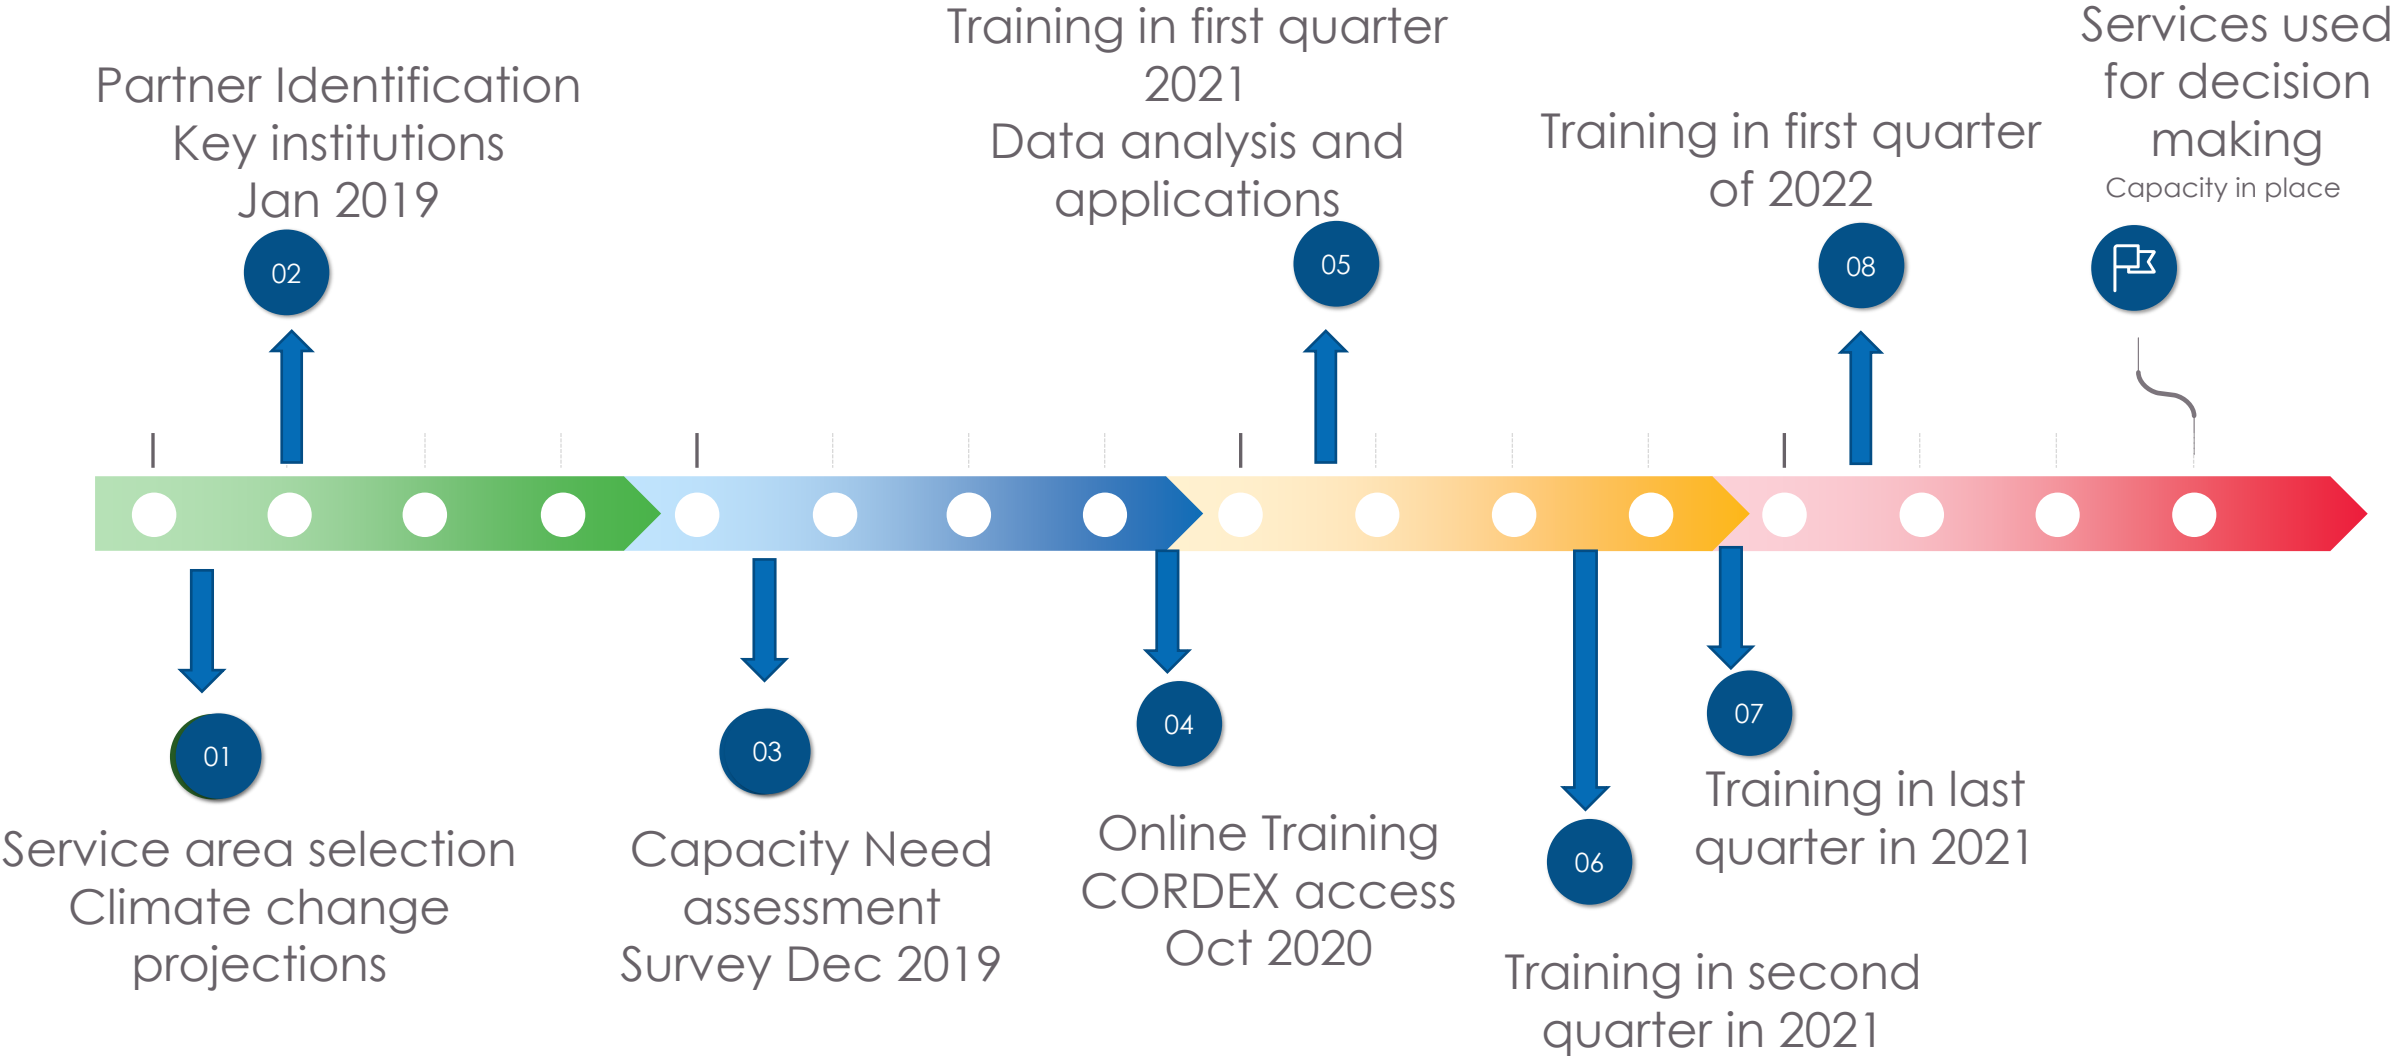 Partner Identification
Key institutions
Jan 2019
02
Training in first quarter
2021
Data analysis and
applications
05
Training in first quarter
of 2022
08
Services used
for decision
making
Capacity in place
01
Service area selection
Climate change
projections
03
Capacity Need
assessment
Survey Dec 2019
04
Online Training
CORDEX access
Oct 2020
06
Training in second
quarter in 2021
07
Training in last
quarter in 2021